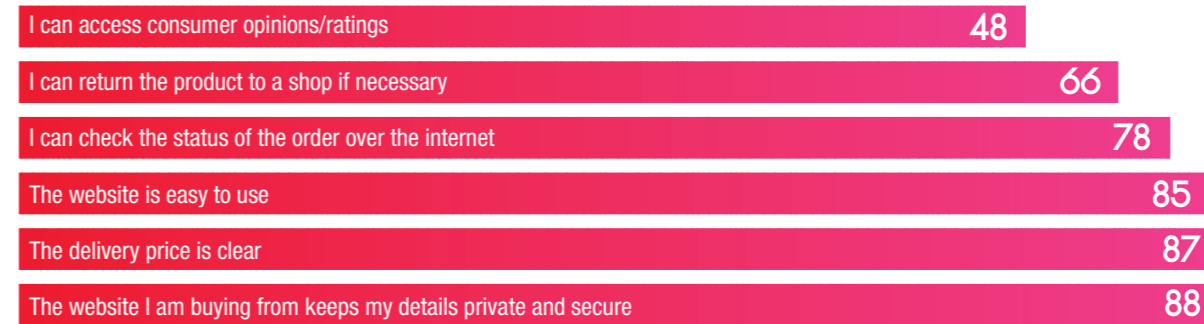 I can access consumer opinions/ratings 48
I can return the product to a shop if necessary 66
I can check the status of the order over the internet 78
The website is easy to use 85
The delivery price is clear 87
The website I am buying from keeps my details private and secure 88